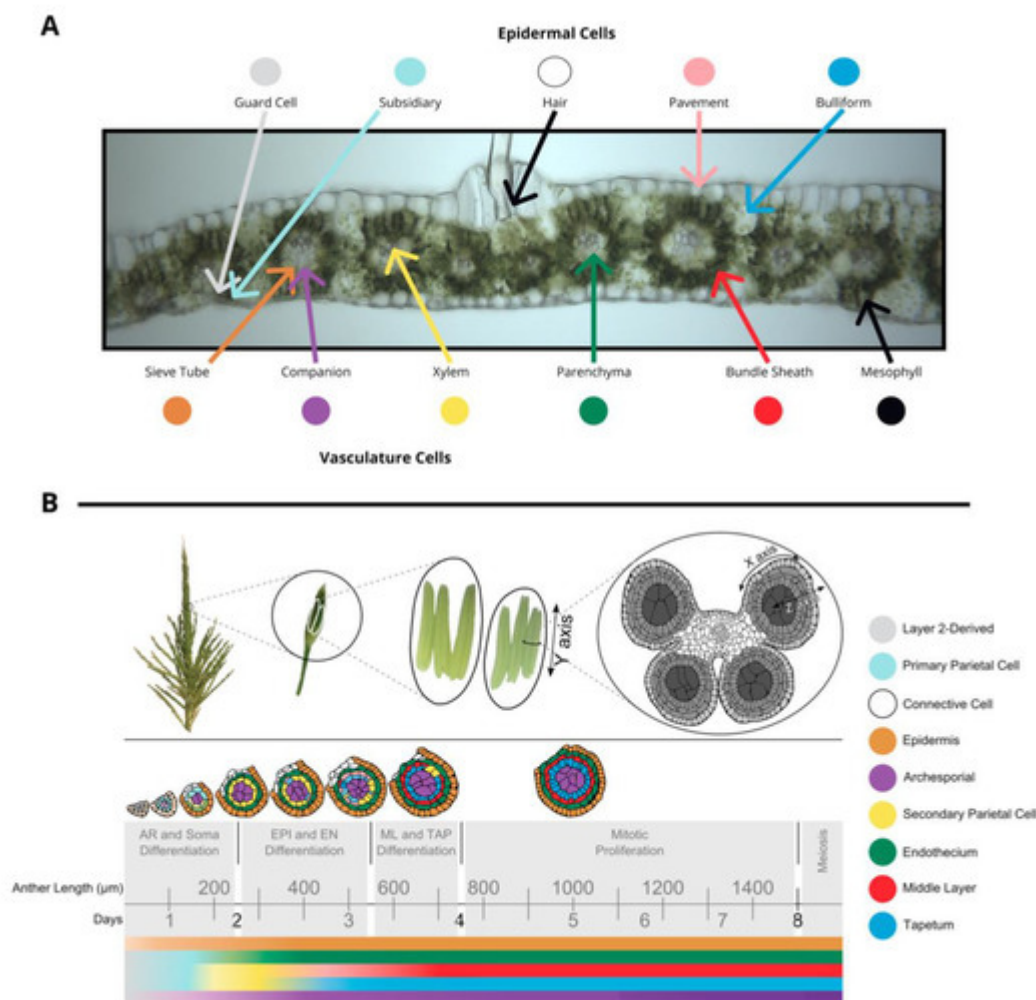 A
Epidermal Cells
Guard Cell Subsidiary Hair Pavement Bulliform
Sieve Tube Companion Xylem Parenchyma Bundle Sheath Mesophyll
Vasculature Cells
B
X axis
Z
Y axis
Layer 2-Derived
Primary Parietal Cell
Connective Cell
Epidermis
Archesporial
Secondary Parietal Cell
Endothecium
Middle Layer
Tapetum
AR and Soma
Differentiation
EPI and EN
Differentiation
ML and TAP
Differentiation
Mitotic
Proliferation
Meiosis
Anther Length (μm) 200 400 600 800 1000 1200 1400
Days 1 2 3 4 5 6 7 8